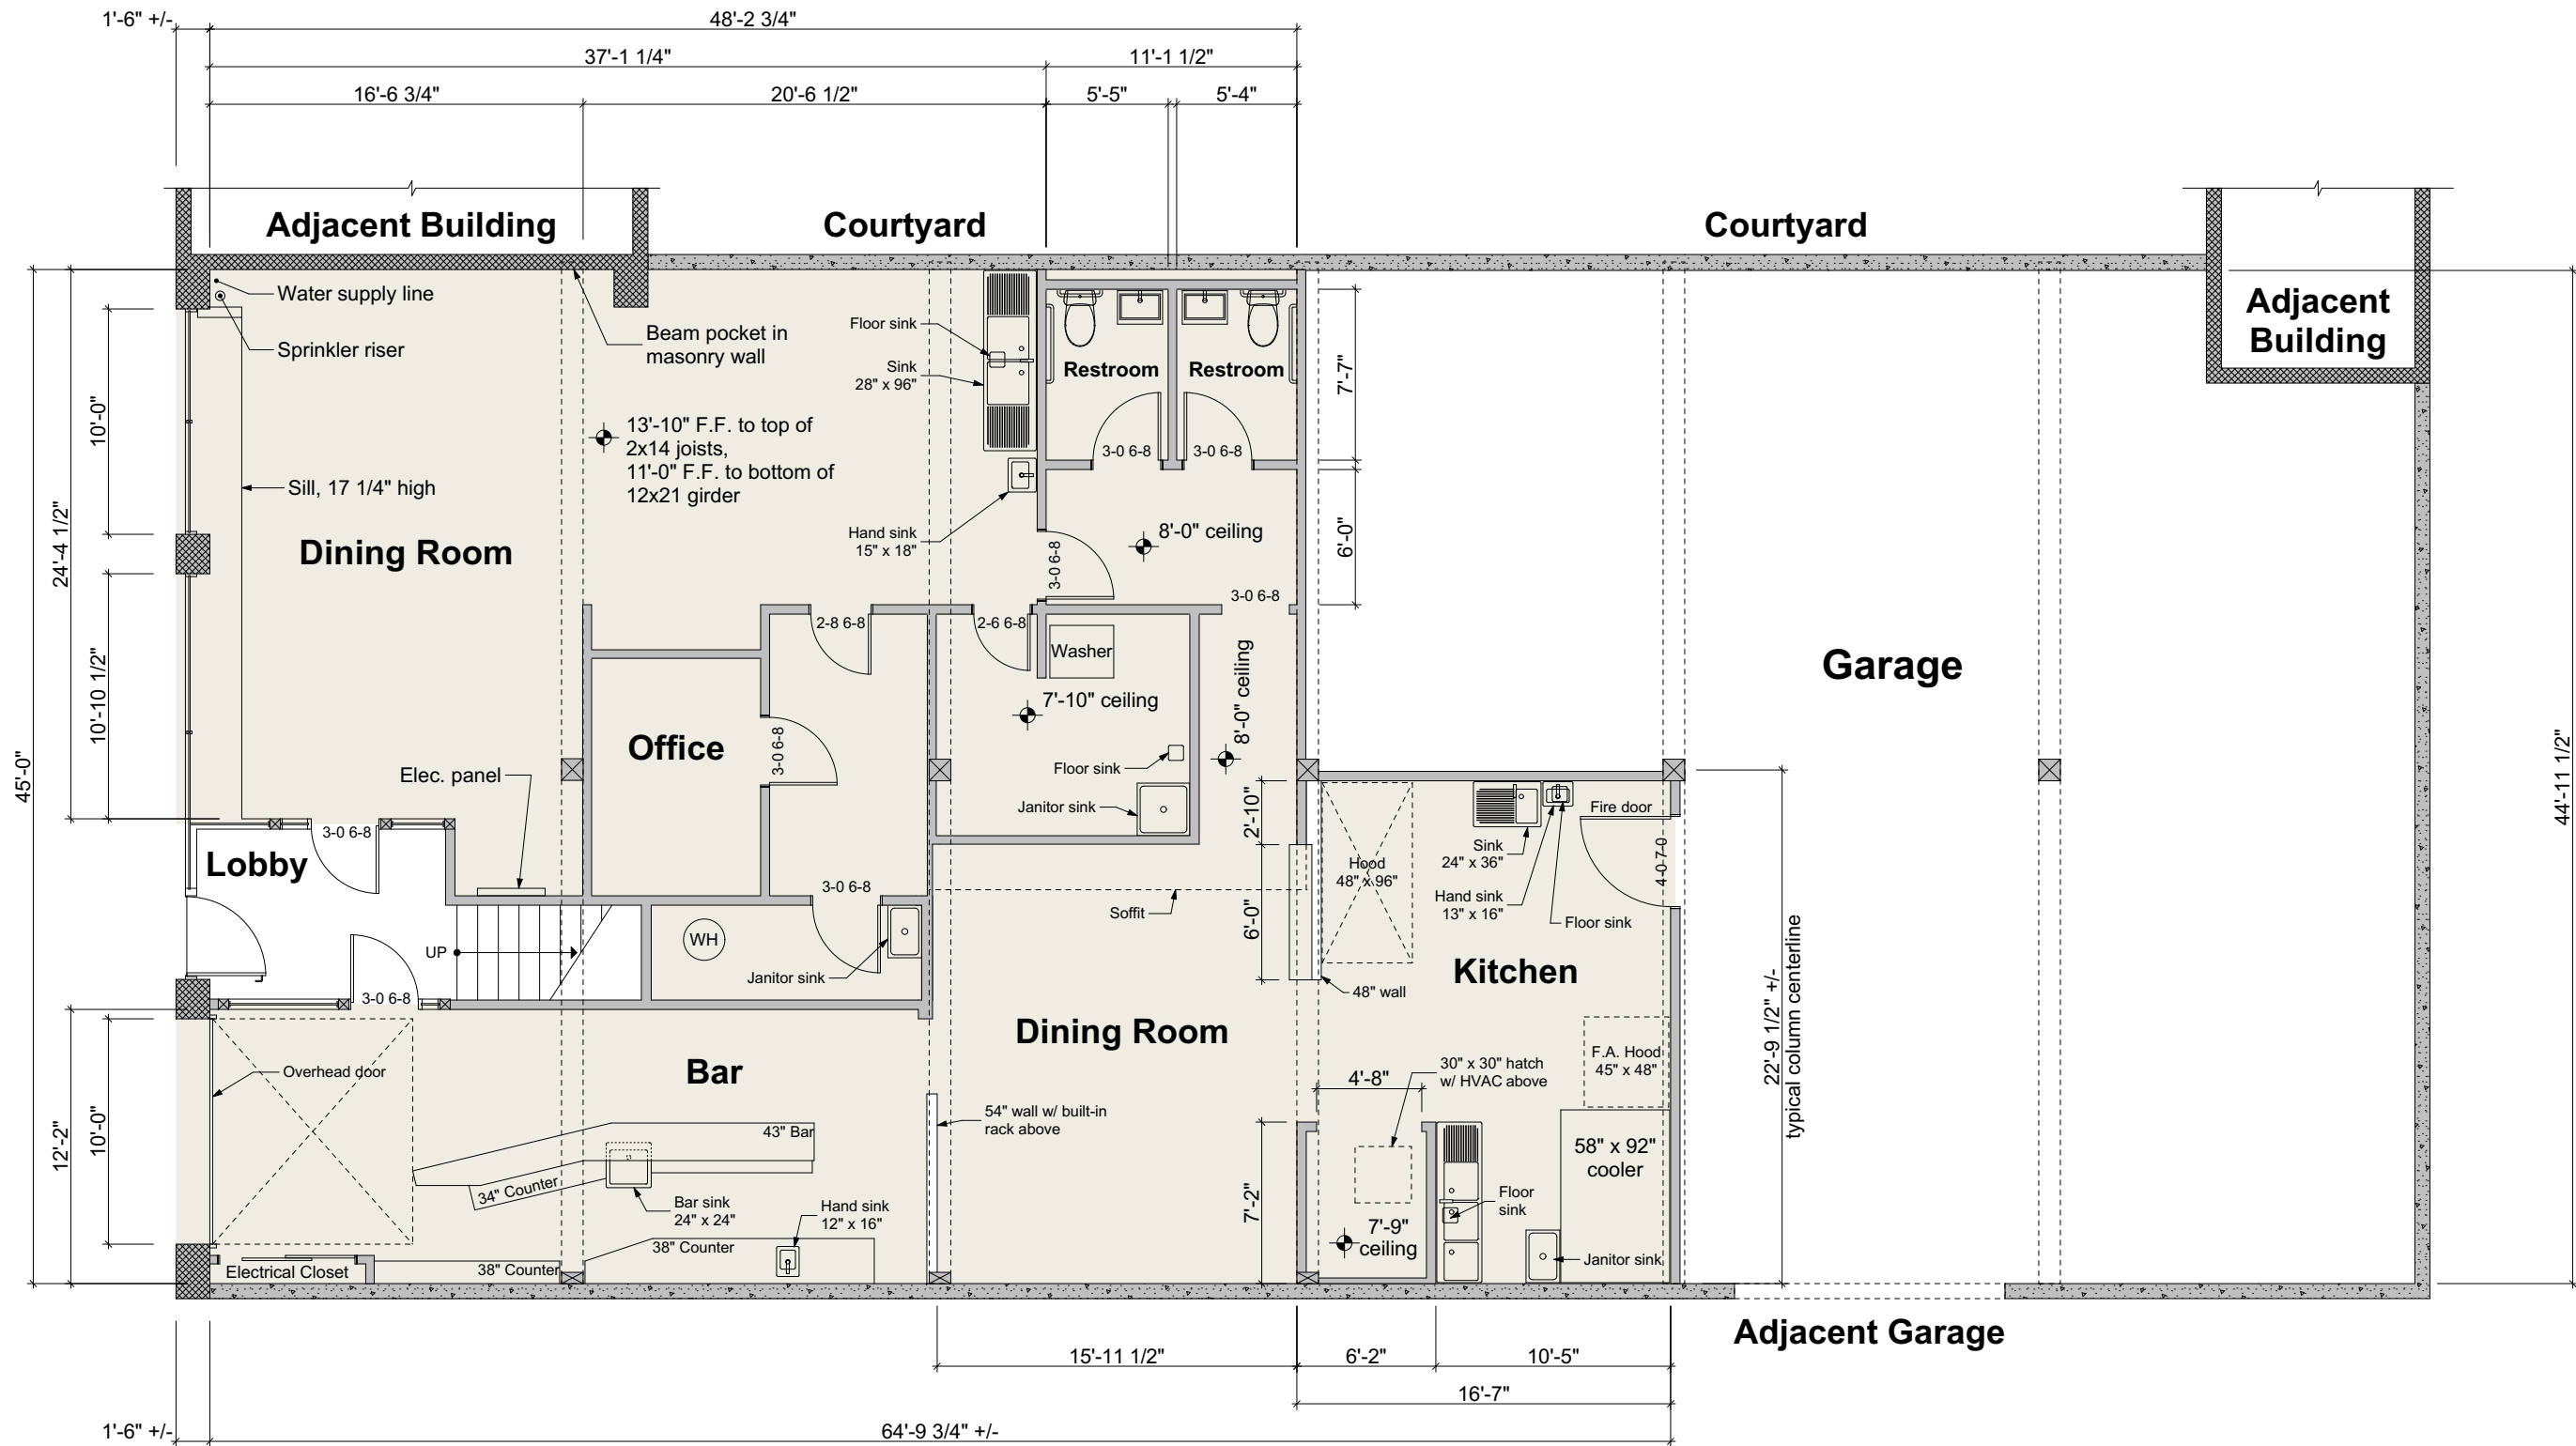 1'-6" +/-
48'-2 3/4"
37'-1 1/4"
11'-1 1/2"
16'-6 3/4"
20'-6 1/2"
5'-5"
5'-4"
Adjacent Building
Courtyard
Courtyard
Adjacent
Building
Water supply line
Sprinkler riser
Beam pocket in
masonry wall
Floor sink
Sink
28" x 96"
Restroom
Restroom
7'-7"
10'-0"
13'-10" F.F. to top of
2x14 joists,
11'-0" F.F. to bottom of
12x21 girder
3-0 6-8
3-0 6-8
Sill, 17 1/4" high
24'-4 1/2"
Dining Room
Hand sink
15" x 18"
3-0 6-8
8'-0" ceiling
6'-0"
3-0 6-8
2-8 6-8
2-6 6-8
Washer
8'-0" ceiling
Garage
10'-10 1/2"
7'-10" ceiling
Office
3-0 6-8
45'-0"
44'-11 1/2"
Elec. panel
Floor sink
Janitor sink
2'-10"
Fire door
3-0 6-8
Lobby
Hood
48" x 96"
Sink
24" x 36"
4-0 7-0
3-0 6-8
Hand sink
13" x 16"
Floor sink
Soffit
6'-0"
WH
UP
Janitor sink
Kitchen
48" wall
3-0 6-8
22'-9 1/2" +/-
typical column centerline
Dining Room
Overhead door
Bar
F.A. Hood
45" x 48"
30" x 30" hatch
w/ HVAC above
4'-8"
54" wall w/ built-in
rack above
43" Bar
12'-2"
10'-0"
58" x 92"
cooler
34" Counter
Bar sink
24" x 24"
Hand sink
12" x 16"
7'-2"
Floor
sink
7'-9"
ceiling
38" Counter
Janitor sink
Electrical Closet
38" Counter
Adjacent Garage
15'-11 1/2"
6'-2"
10'-5"
16'-7"
1'-6" +/-
64'-9 3/4" +/-